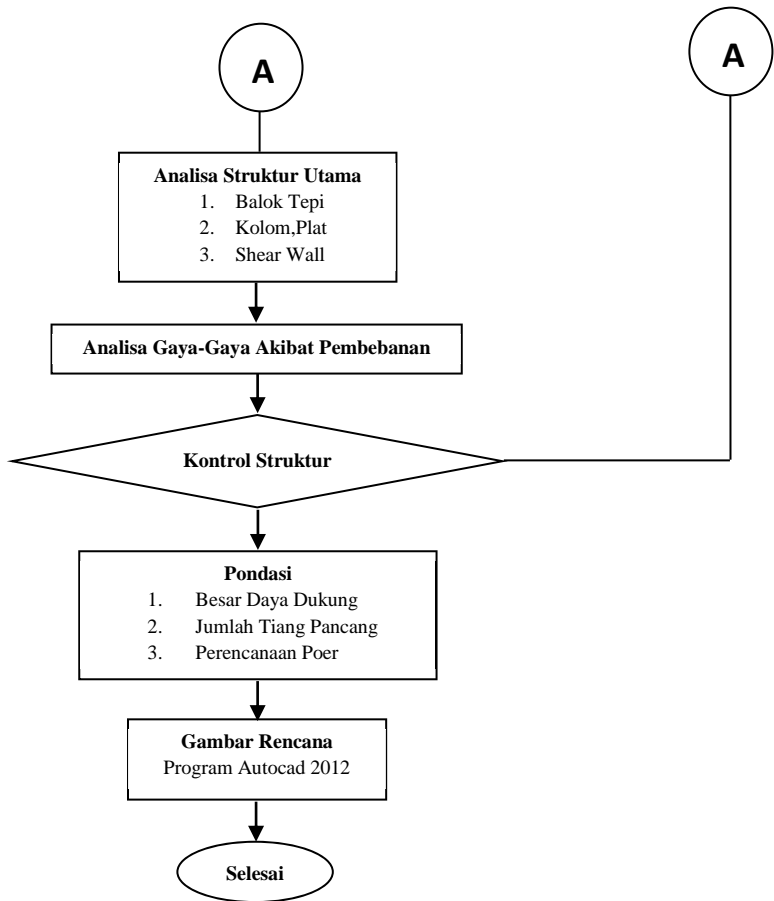 A
A
Analisa Struktur Utama
1. Balok Tepi
2. Kolom,Plat
3. Shear Wall
Analisa Gaya-Gaya Akibat Pembebanan
Kontrol Struktur
Pondasi
1. Besar Daya Dukung
2. Jumlah Tiang Pancang
3. Perencanaan Poer
Gambar Rencana
Program Autocad 2012
Selesai